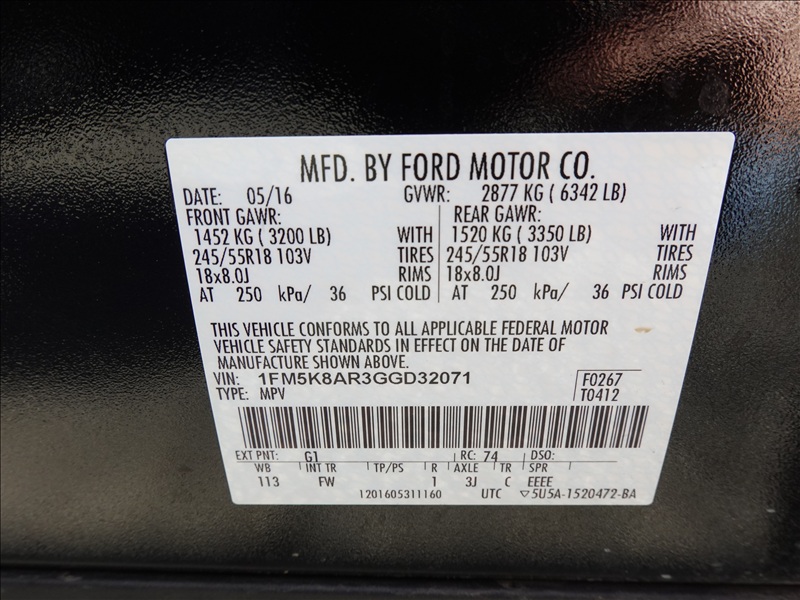 MFD. BY FORD MOTOR CO.
DATE: 05/16 GVWR: 2877 KG ( 6342 LB)
FRONT GAWR: REAR GAWR:
1452 KG ( 3200 LB) WITH 1520 KG ( 3350 LB) WITH
245/55R18 103V TIRES 245/55R18 103V TIRES
18x8.0J RIMS 18x8.0J RIMS
AT 250 kPa/ 36 PSI COLD AT 250 kPa/ 36 PSI COLD
THIS VEHICLE CONFORMS TO ALL APPLICABLE FEDERAL MOTOR
VEHICLE SAFETY STANDARDS IN EFFECT ON THE DATE OF
MANUFACTURE SHOWN ABOVE.
VIN: 1FM5K8AR3GGD32071 F0267
TYPE: MPV T0412
EXT PNT: G1 RC: 74 DSO:
WB INT TR TP/PS R AXLE TR SPR
113 FW 1 3J C EEEE
1201605311160 UTC ▽5U5A-1520472-BA